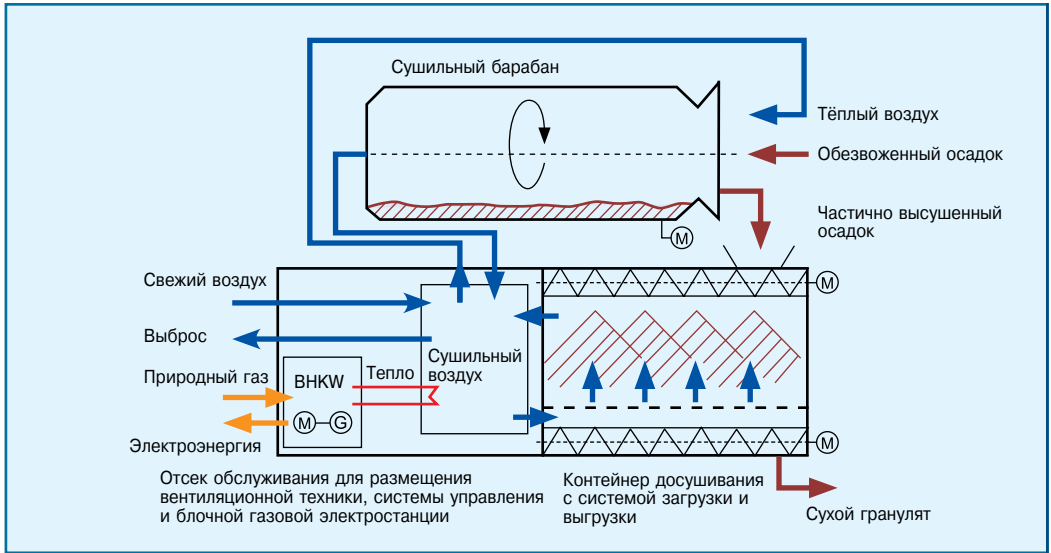 Сушильный барабан
Тёплый воздух
Обезвоженный осадок
Частично высушенный
осадок
M
Свежий воздух
M
Выброс
Сушильный
воздух
Природный газ
BHKW
Тепло
M
G
Электроэнергия
M
Отсек обслуживания для размещения
вентиляционной техники, системы управления
и блочной газовой электростанции
Контейнер досушивания
с системой загрузки и
выгрузки
Сухой гранулят